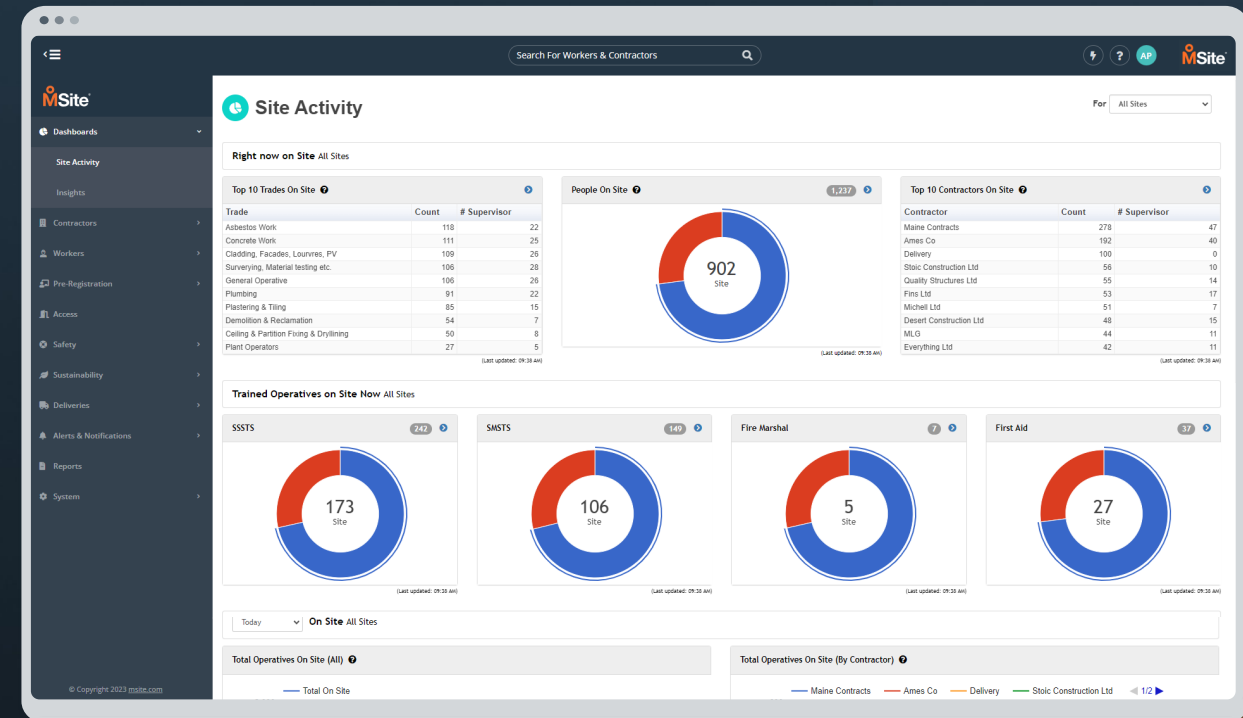 Search For Workers & Contractors
? AP MSite
MSite
Dashboards
Site Activity
Insights
Contractors
Workers
Pre-Registration
Access
Safety
Sustainability
Deliveries
Alerts & Notifications
Reports
System
© Copyright 2023 msite.com
Site Activity
For All Sites
Right now on Site All Sites
Top 10 Trades On Site ?
Trade Count # Supervisor
Asbestos Work 118 22
Concrete Work 111 25
Cladding, Facades, Lourvres, PV 109 26
Surverying, Material testing etc. 106 28
General Operative 106 26
Plumbing 91 22
Plastering & Tiling 85 15
Demolition & Reclamation 54 7
Ceiling & Partition Fixing & Drylining 50 8
Plant Operators 27 5
(Last updated: 09:38 AM)
People On Site ? 1,237
902
Site
(Last updated: 09:38 AM)
Top 10 Contractors On Site ?
Contractor Count # Supervisor
Maine Contracts 278 47
Ames Co 192 40
Delivery 100 0
Stoic Construction Ltd 56 10
Quality Structures Ltd 55 14
Fins Ltd 53 17
Michell Ltd 51 7
Desert Construction Ltd 48 15
MLG 44 11
Everything Ltd 42 11
(Last updated: 09:38 AM)
Trained Operatives on Site Now All Sites
SSSTS 242
173
Site
(Last updated: 09:38 AM)
SMSTS 149
106
Site
(Last updated: 09:38 AM)
Fire Marshal 7
5
Site
(Last updated: 09:38 AM)
First Aid 37
27
Site
(Last updated: 09:38 AM)
Today On Site All Sites
Total Operatives On Site (All) ?
Total On Site
Total Operatives On Site (By Contractor) ?
Maine Contracts Ames Co Delivery Stoic Construction Ltd 1/2